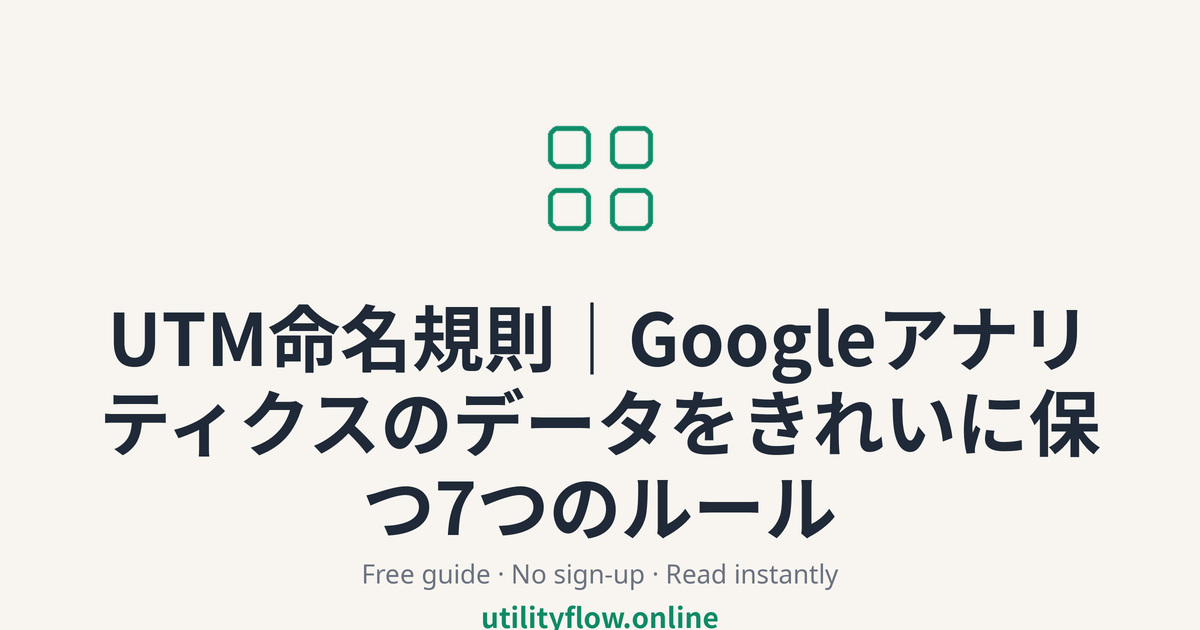 UTM命名規則｜Googleアナリ
ティクスのデータをきれいに保
つ7つのルール
Free guide · No sign-up · Read instantly
utilityflow.online